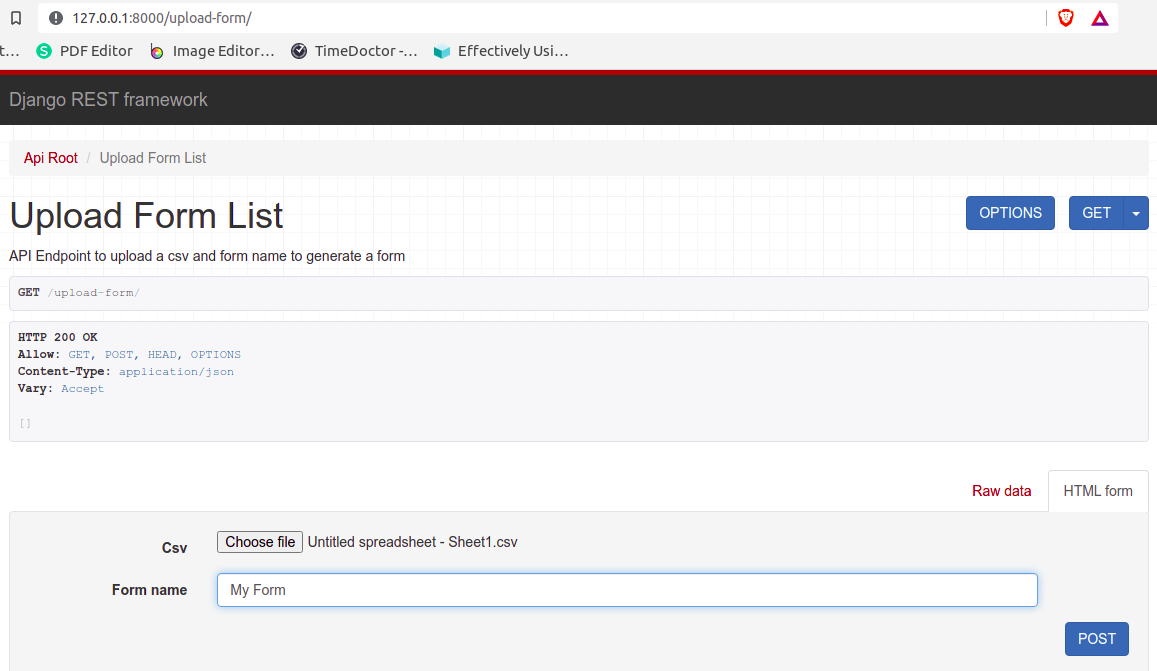 127.0.0.1:8000/upload-form/
t... PDF Editor Image Editor... TimeDoctor -... Effectively Usi...
Django REST framework
Api Root / Upload Form List
Upload Form List
OPTIONS GET
API Endpoint to upload a csv and form name to generate a form
GET /upload-form/
HTTP 200 OK
Allow: GET, POST, HEAD, OPTIONS
Content-Type: application/json
Vary: Accept
[]
Raw data HTML form
Csv Choose file Untitled spreadsheet - Sheet1.csv
Form name My Form
POST